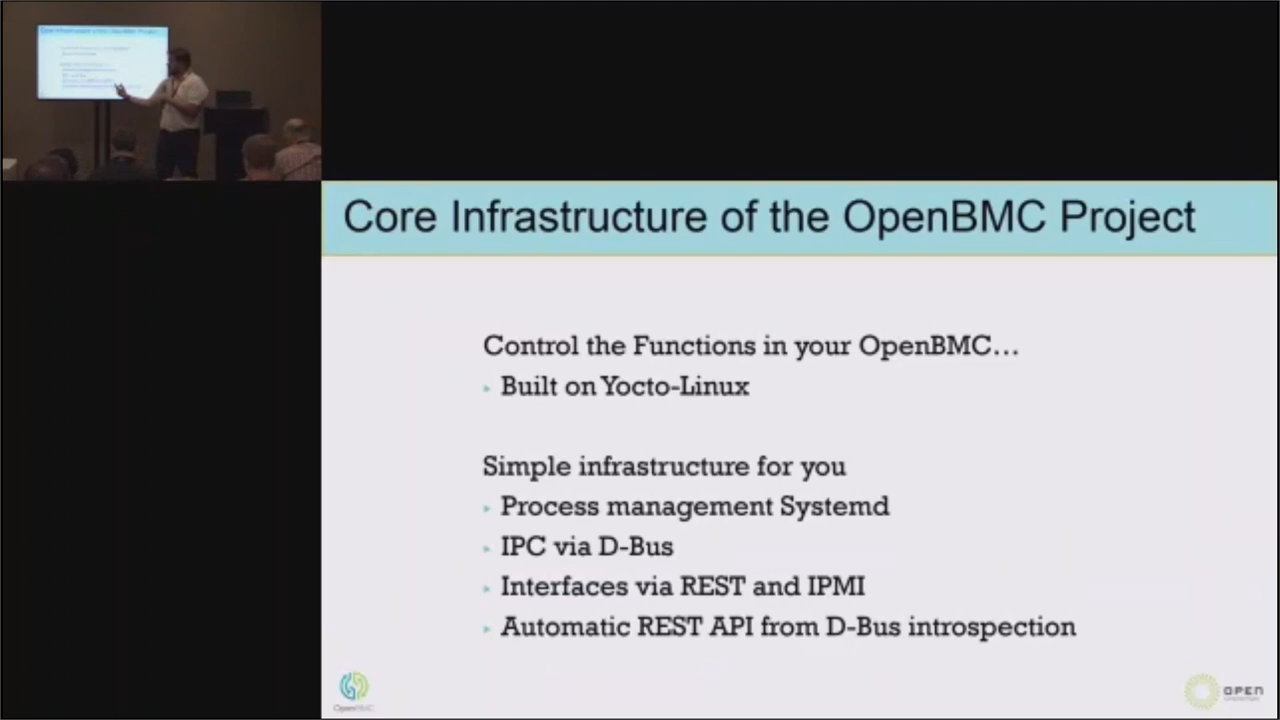 Core Infrastructure of the OpenBMC Project
Control the Functions in your OpenBMC…
Built on Yocto-Linux
Simple infrastructure for you
Process management Systemd
IPC via D-Bus
Interfaces via REST and IPMI
Automatic REST API from D-Bus introspection
OpenBMC
OPEN